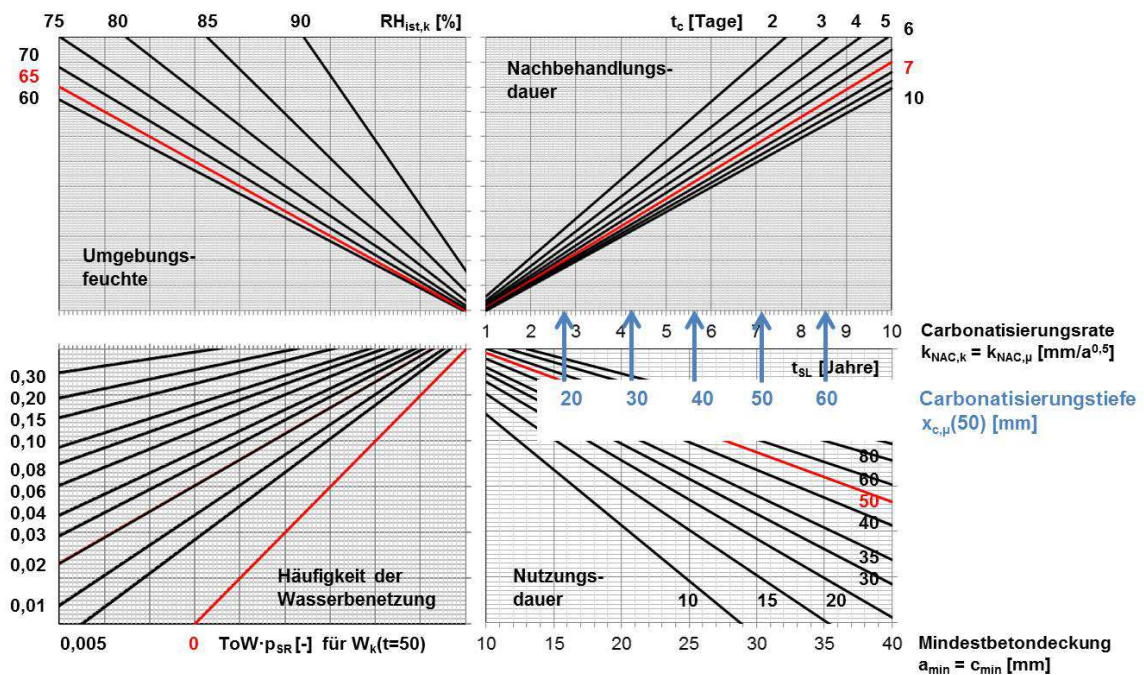 75 80 85 90 RH_ist,k [%]
70
65
60
Umgebungs-
feuchte
t_c [Tage] 2 3 4 5 6
7
10
Nachbehandlungs-
dauer
1 2 3 4 5 6 7 8 9 10
Carbonatisierungsrate
k_NAC,k = k_NAC,µ [mm/a^0,5]
0,30
0,20
0,15
0,10
0,08
0,06
0,04
0,03
0,02
0,01
0,005 0 ToW·p_SR [-] für W_k(t=50)
Häufigkeit der
Wasserbenetzung
t_SL [Jahre]
20 30 40 50 60
Carbonatisierungstiefe
x_c,µ(50) [mm]
80
60
50
40
35
30
10 15 20
Nutzungs-
dauer
10 15 20 25 30 35 40
Mindestbetondeckung
a_min = c_min [mm]